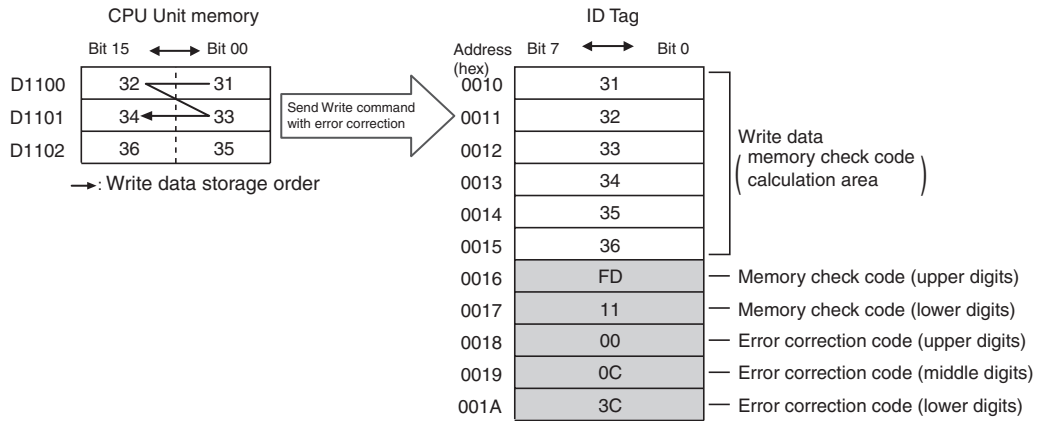 CPU Unit memory
Bit 15 Bit 00
D1100 32 31
D1101 34 33
D1102 36 35
: Write data storage order
Send Write command
with error correction
ID Tag
Address
(hex)
Bit 7 Bit 0
0010 31
0011 32
0012 33
0013 34
0014 35
0015 36
0016 FD
0017 11
0018 00
0019 0C
001A 3C
Write data
( memory check code
calculation area )
Memory check code (upper digits)
Memory check code (lower digits)
Error correction code (upper digits)
Error correction code (middle digits)
Error correction code (lower digits)